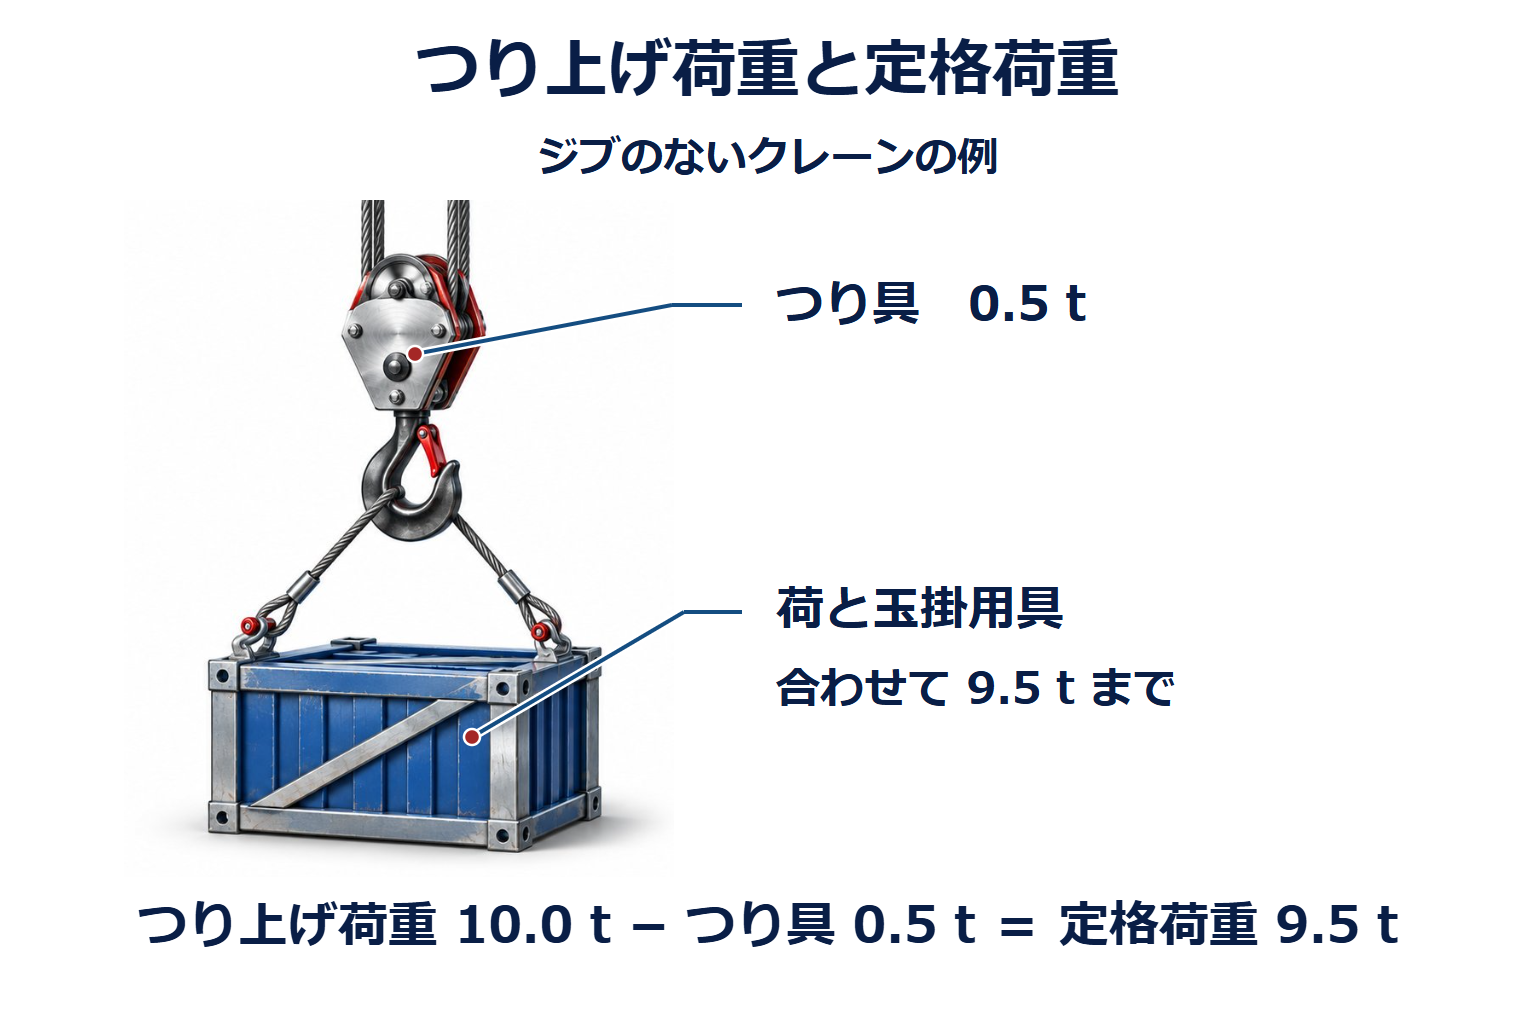 つり上げ荷重と定格荷重
ジブのないクレーンの例
つり具　0.5 t
荷と玉掛用具
合わせて 9.5 t まで
つり上げ荷重 10.0 t − つり具 0.5 t ＝ 定格荷重 9.5 t